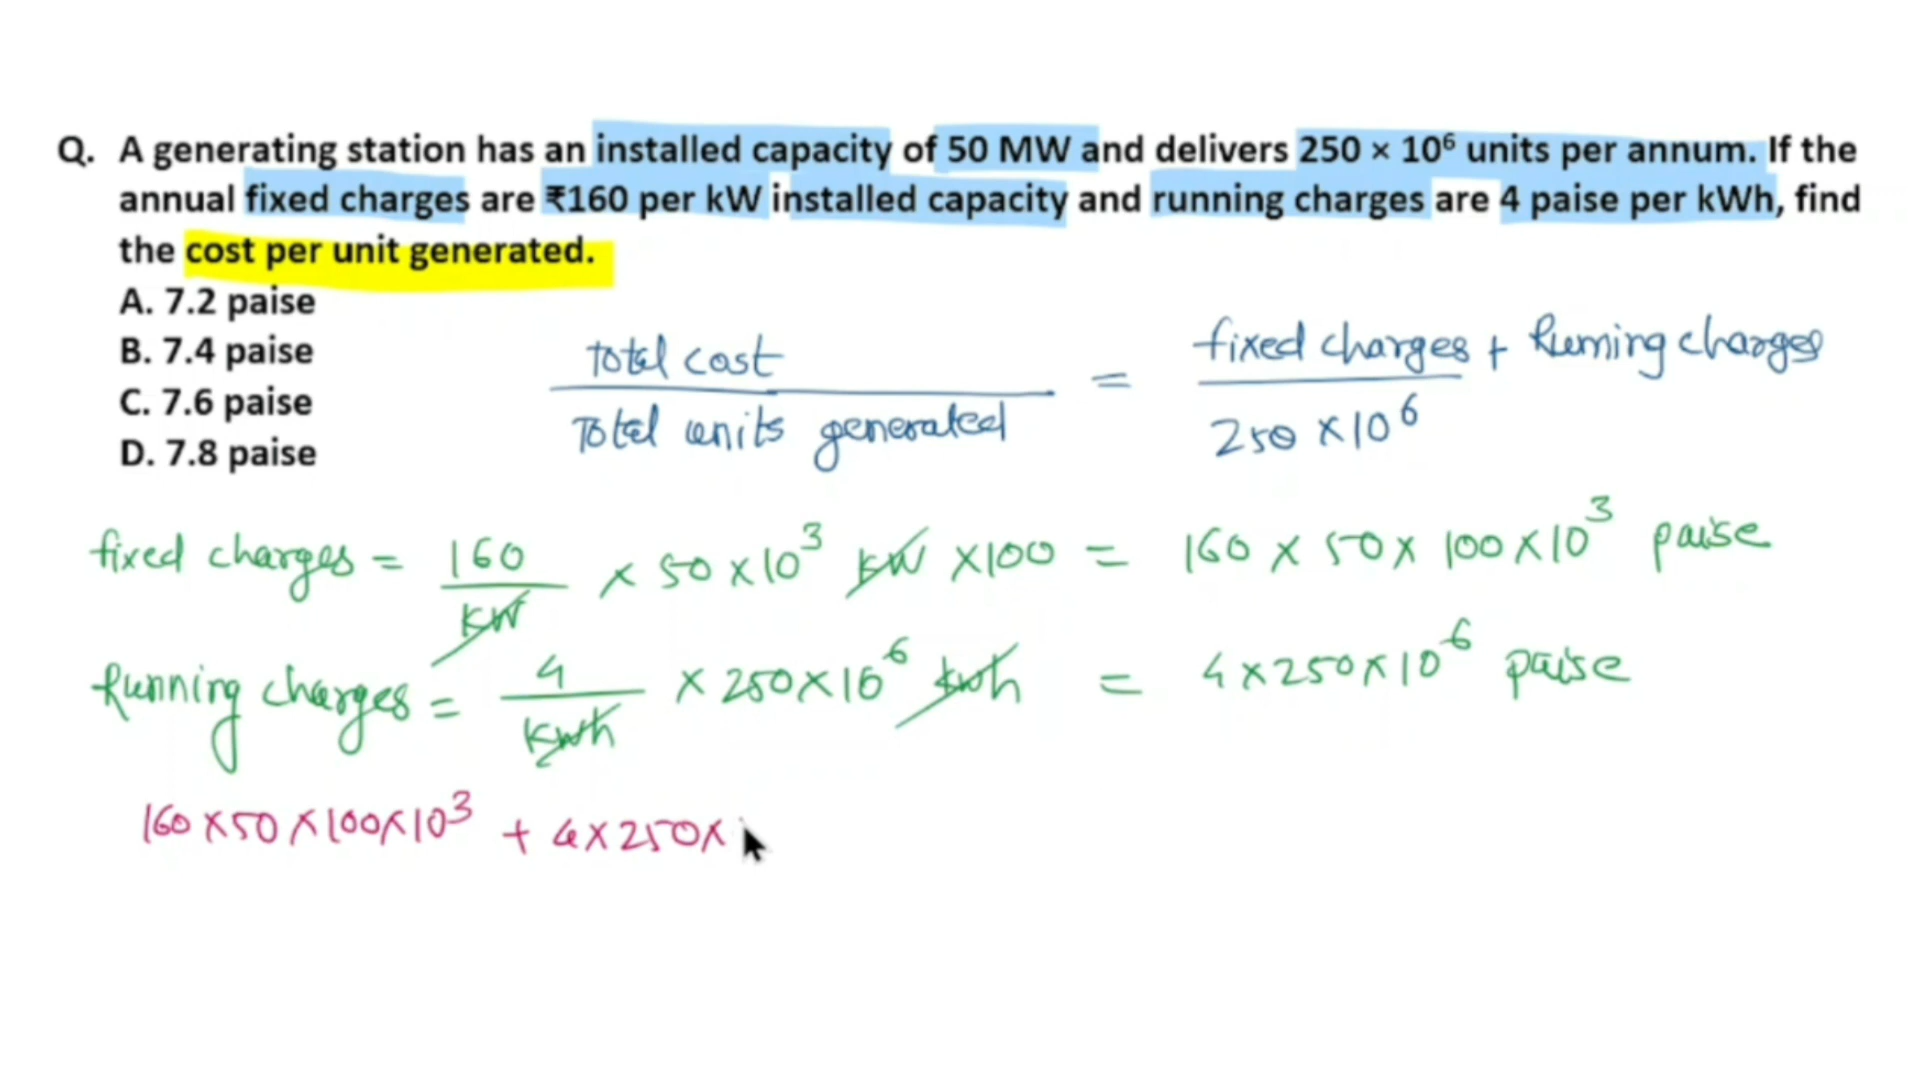 Q. A generating station has an installed capacity of 50 MW and delivers 250 × 10⁶ units per annum. If the
annual fixed charges are ₹160 per kW installed capacity and running charges are 4 paise per kWh, find
the cost per unit generated.
A. 7.2 paise
B. 7.4 paise
C. 7.6 paise
D. 7.8 paise
Total cost / Total units generated = fixed charges + Running charges / 250 × 10⁶
fixed charges = 160 / kW × 50 × 10³ kW × 100 = 160 × 50 × 100 × 10³ paise
Running charges = 4 / kWh × 250 × 10⁶ kWh = 4 × 250 × 10⁶ paise
160 × 50 × 100 × 10³ + 4 × 250 ×